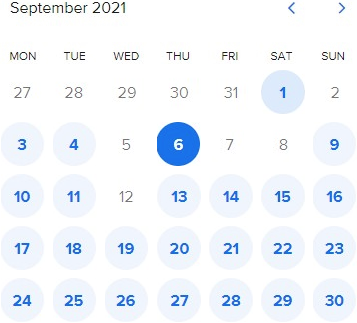 September 2021
MON TUE WED THU FRI SAT SUN
27 28 29 30 31 1 2
3 4 5 6 7 8 9
10 11 12 13 14 15 16
17 18 19 20 21 22 23
24 25 26 27 28 29 30